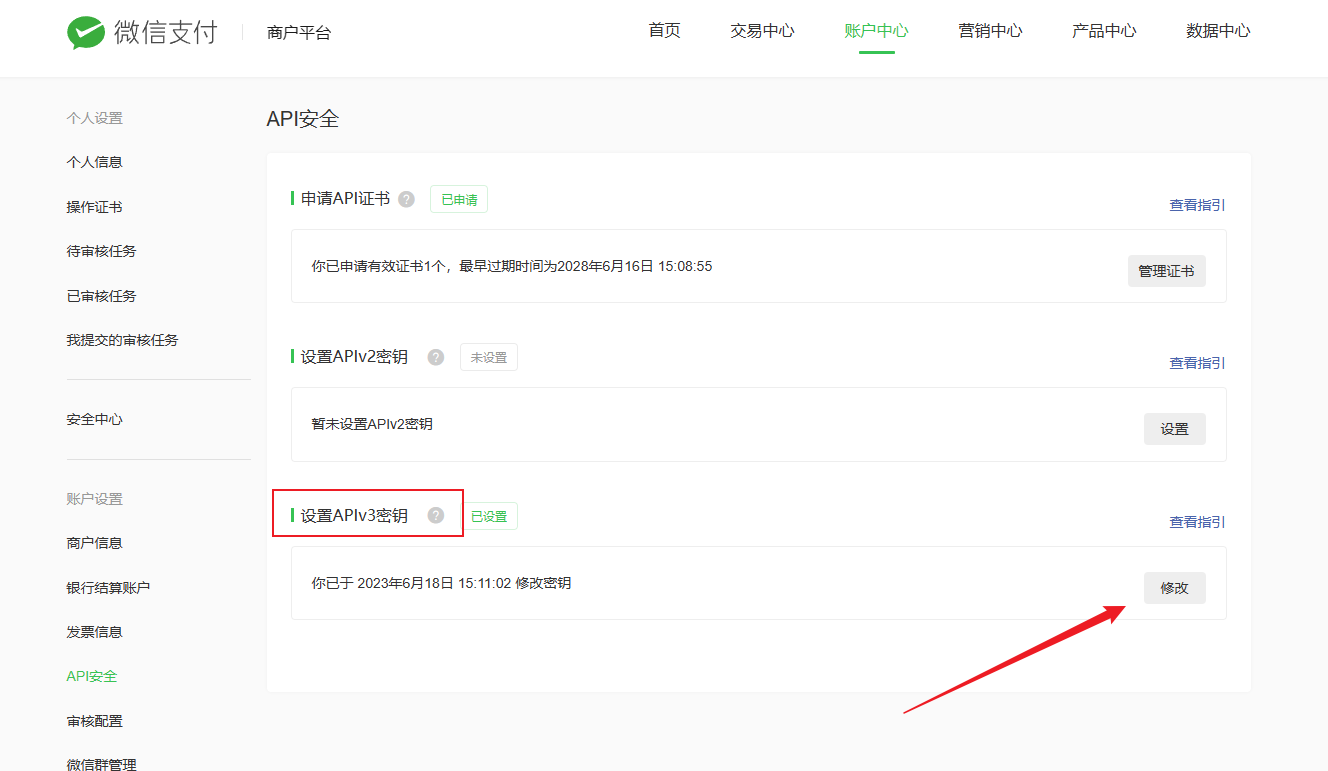 微信支付 商户平台 首页 交易中心 账户中心 营销中心 产品中心 数据中心
个人设置
个人信息
操作证书
待审核任务
已审核任务
我提交的审核任务
安全中心
账户设置
商户信息
银行结算账户
发票信息
API安全
审核配置
微信群管理
API安全
申请API证书 ? 已申请 查看指引
你已申请有效证书1个，最早过期时间为2028年6月16日 15:08:55 管理证书
设置APIv2密钥 ? 未设置 查看指引
暂未设置APIv2密钥 设置
设置APIv3密钥 ? 已设置 查看指引
你已于 2023年6月18日 15:11:02 修改密钥 修改